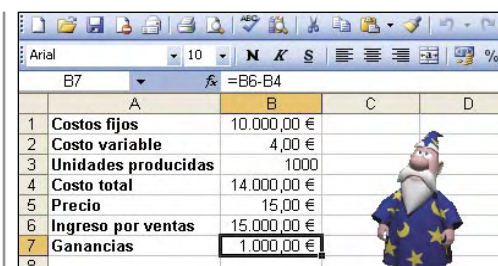 Arial 10 N K S %
B7 fx =B6-B4
A B C D
1 Costos fijos 10.000,00 €
2 Costo variable 4,00 €
3 Unidades producidas 1000
4 Costo total 14.000,00 €
5 Precio 15,00 €
6 Ingreso por ventas 15.000,00 €
7 Ganancias 1.000,00 €
8